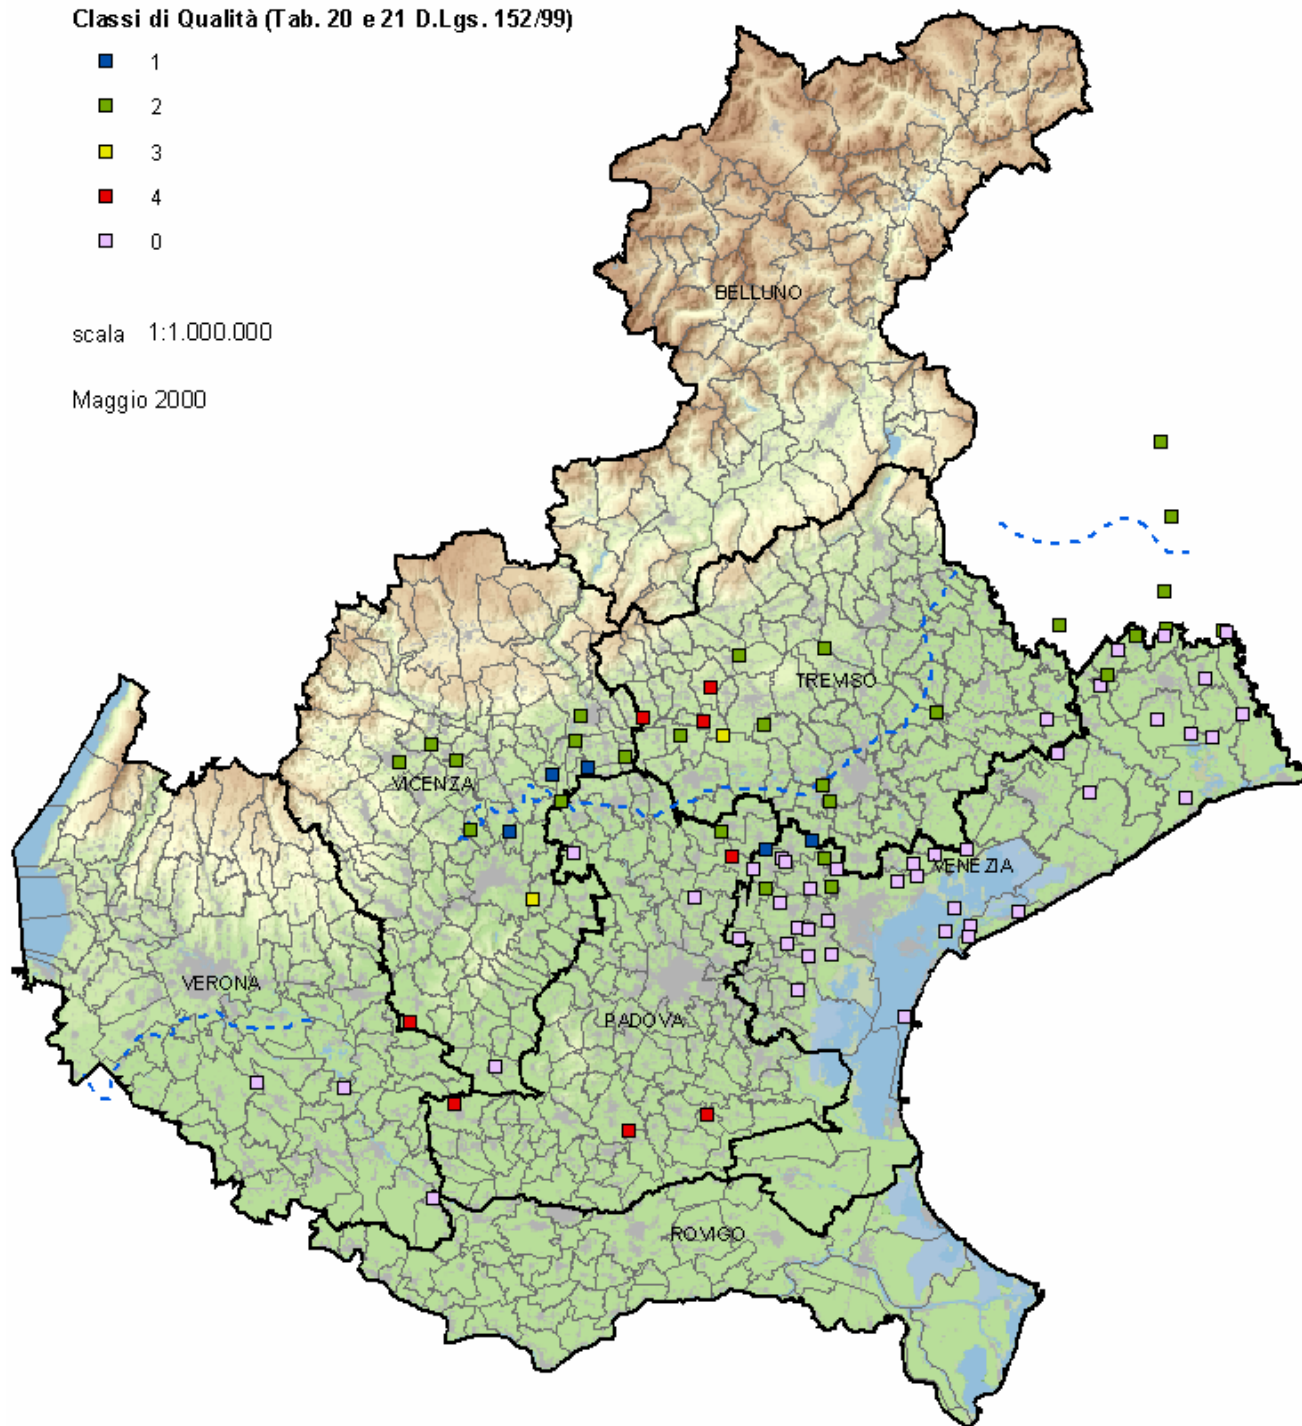 Classi di Qualità (Tab. 20 e 21 D.Lgs. 152/99)
1
2
3
4
0
scala 1:1.000.000
Maggio 2000
BELLUNO
TREVISO
VICENZA
VENEZIA
VERONA
PADOVA
ROVIGO